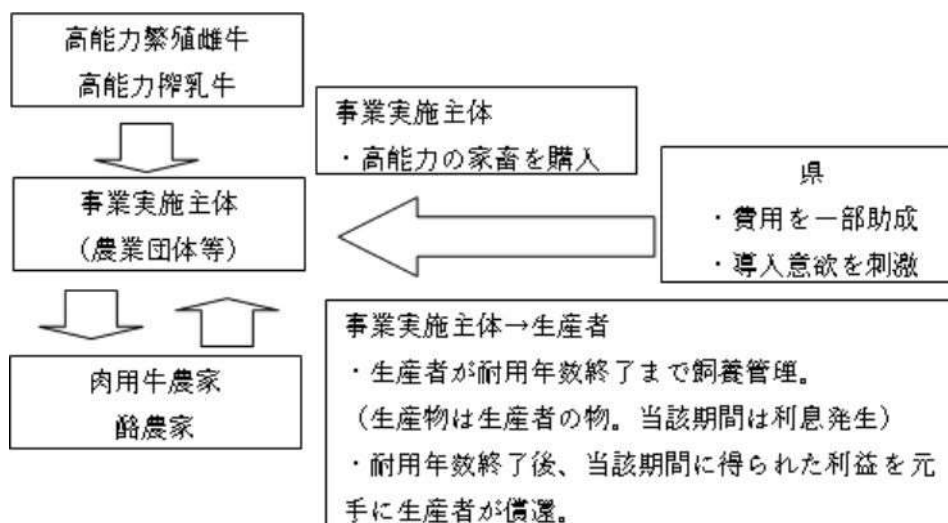 高能力繁殖雌牛
高能力搾乳牛
事業実施主体
・高能力の家畜を購入
県
・費用を一部助成
・導入意欲を刺激
事業実施主体
（農業団体等）
肉用牛農家
酪農家
事業実施主体→生産者
・生産者が耐用年数終了まで飼養管理。
（生産物は生産者の物。当該期間は利息発生）
・耐用年数終了後、当該期間に得られた利益を元
手に生産者が償還。